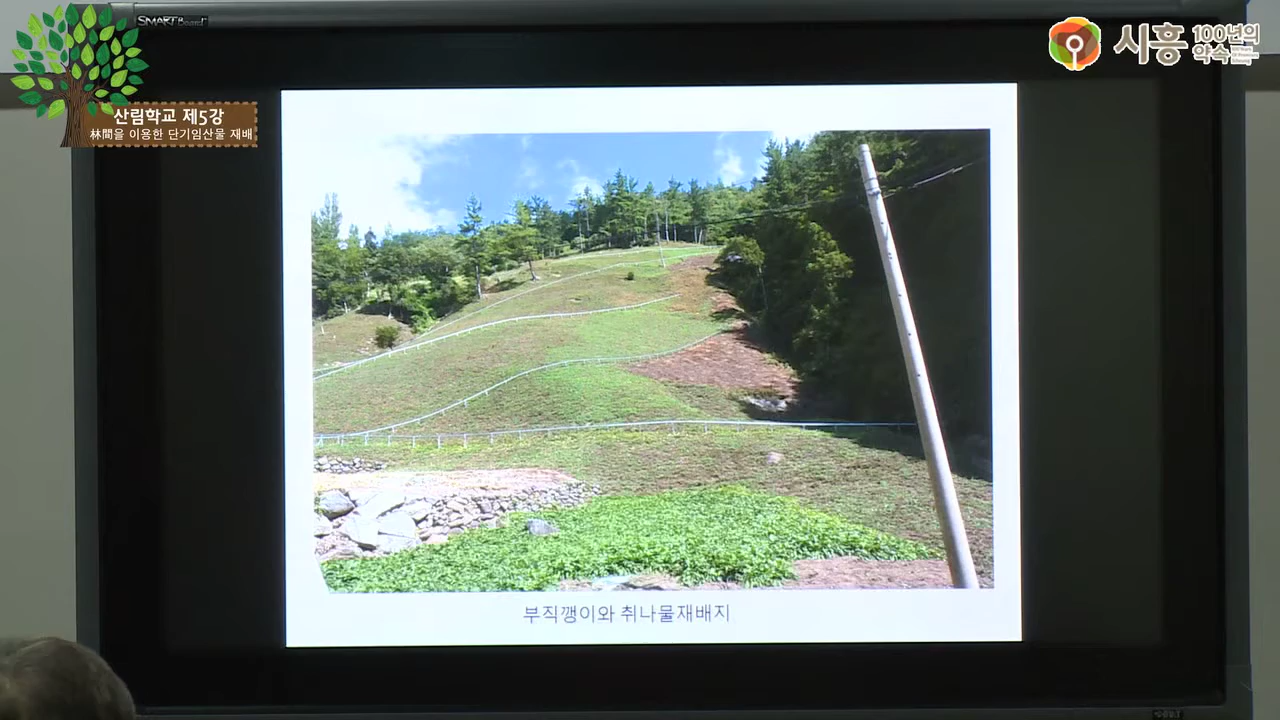 SMART Board
산림학교 제5강
林間을 이용한 단기임산물 재배
시흥 100년의
약속
부직깽이와 취나물재배지